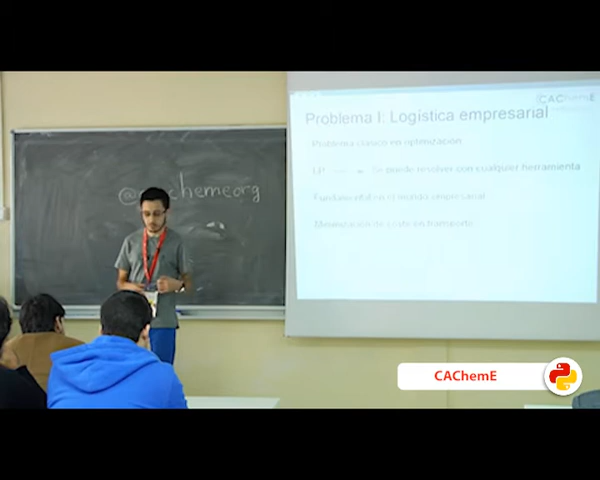 CAChemE
Problema I: Logística empresarial
Problema clásico en optimización
LP → Se puede resolver con cualquier herramienta
Fundamental en el mundo empresarial
Minimización de coste en transporte
@cachemeorg
CAChemE